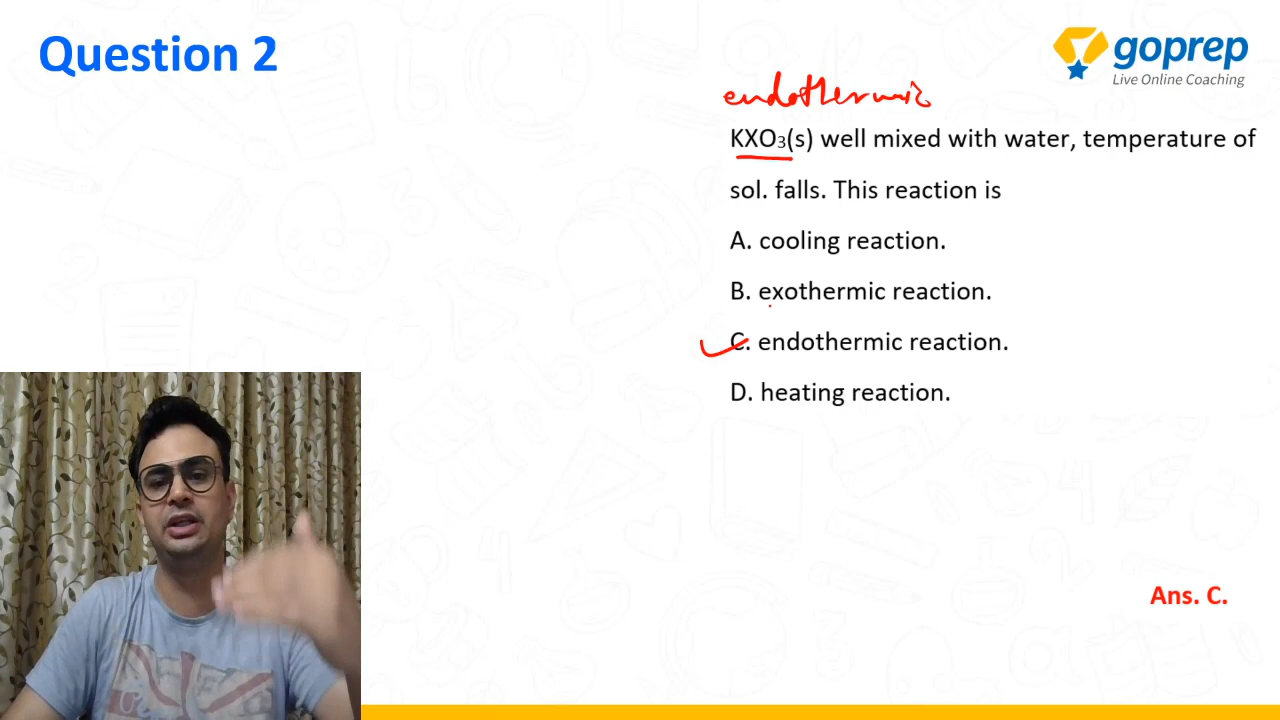 Question 2
goprep
Live Online Coaching
endothermic
KXO₃(s) well mixed with water, temperature of
sol. falls. This reaction is
A. cooling reaction.
B. exothermic reaction.
C. endothermic reaction.
D. heating reaction.
Ans. C.